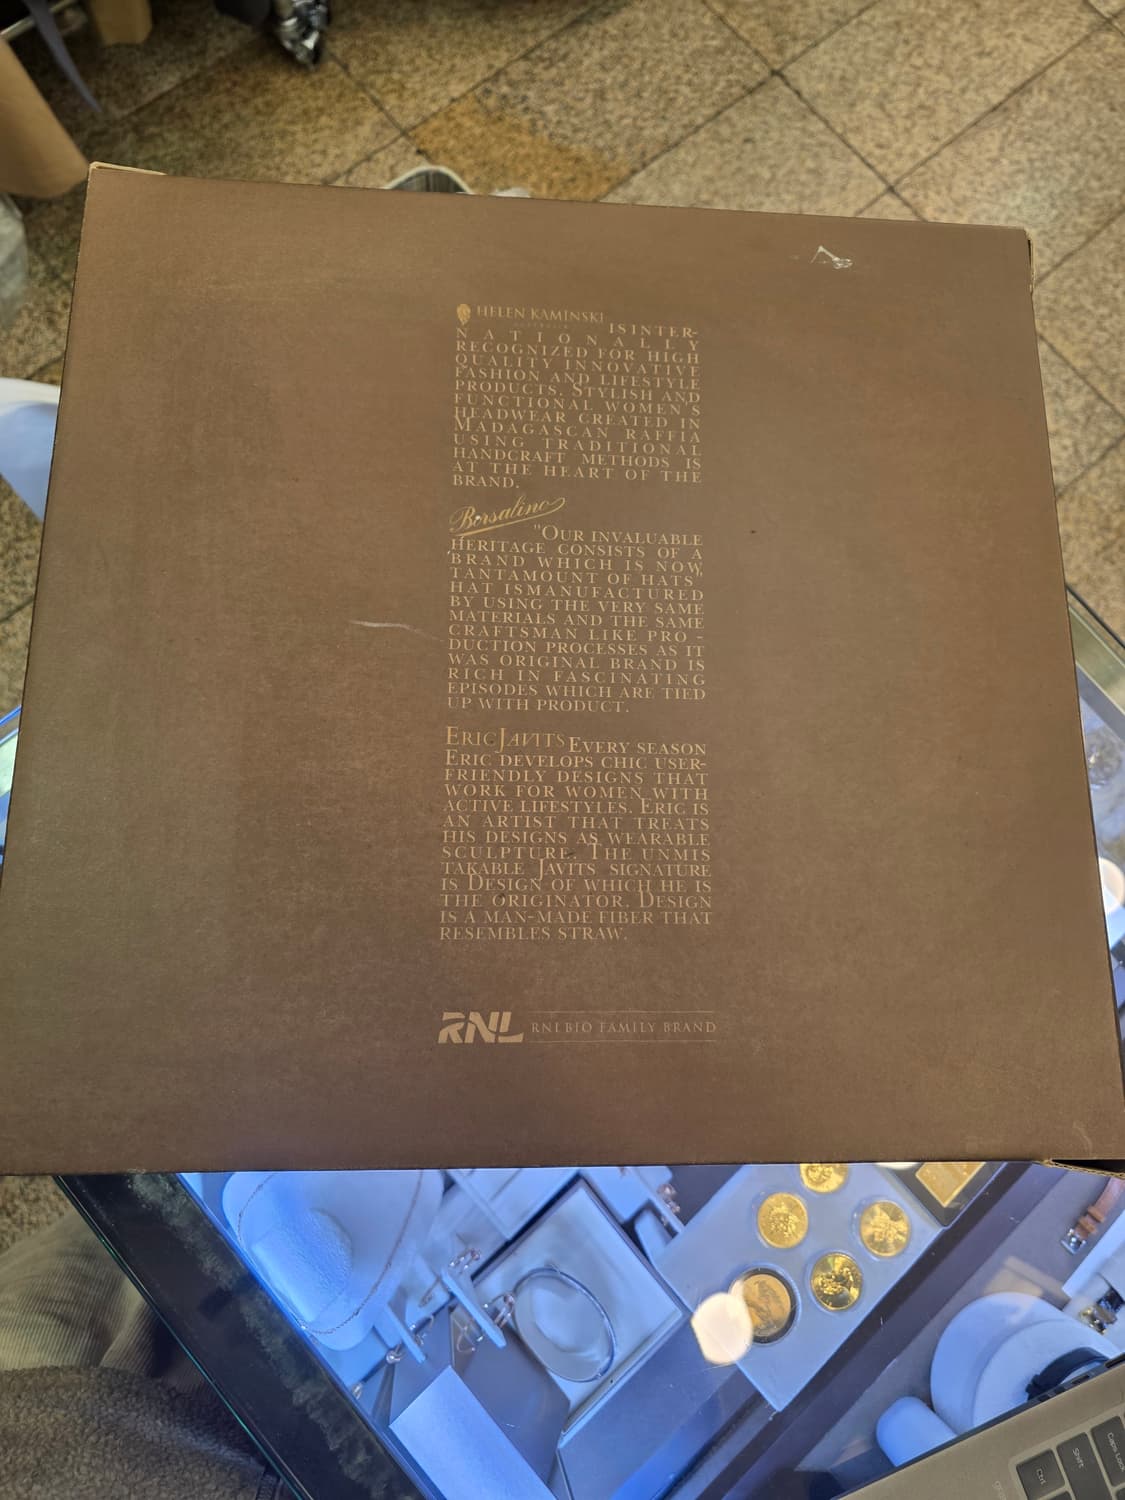 HELEN KAMINSKI
ISINTER-
NATIONALLY
RECOGNIZED FOR HIGH
QUALITY INNOVATIVE
FASHION AND LIFESTYLE
PRODUCTS. STYLISH AND
FUNCTIONAL WOMEN'S
HEADWEAR CREATED IN
MADAGASCAN RAFFIA
USING TRADITIONAL
HANDCRAFT METHODS IS
AT THE HEART OF THE
BRAND.
Borsalino
"OUR INVALUABLE
HERITAGE CONSISTS OF A
BRAND WHICH IS NOW
TANTAMOUNT OF HATS"
HAT ISMANUFACTURED
BY USING THE VERY SAME
MATERIALS AND THE SAME
CRAFTSMAN LIKE PRO -
DUCTION PROCESSES AS IT
WAS ORIGINAL BRAND IS
RICH IN FASCINATING
EPISODES WHICH ARE TIED
UP WITH PRODUCT.
ERIC JAVITS EVERY SEASON
ERIC DEVELOPS CHIC USER-
FRIENDLY DESIGNS THAT
WORK FOR WOMEN WITH
ACTIVE LIFESTYLES. ERIC IS
AN ARTIST THAT TREATS
HIS DESIGNS AS WEARABLE
SCULPTURE. THE UNMIS
TAKABLE JAVITS SIGNATURE
IS DESIGN OF WHICH HE IS
THE ORIGINATOR. DESIGN
IS A MAN-MADE FIBER THAT
RESEMBLES STRAW.
RNL RNLBIO FAMILY BRAND
Caps Lock
Shift
Ctrl